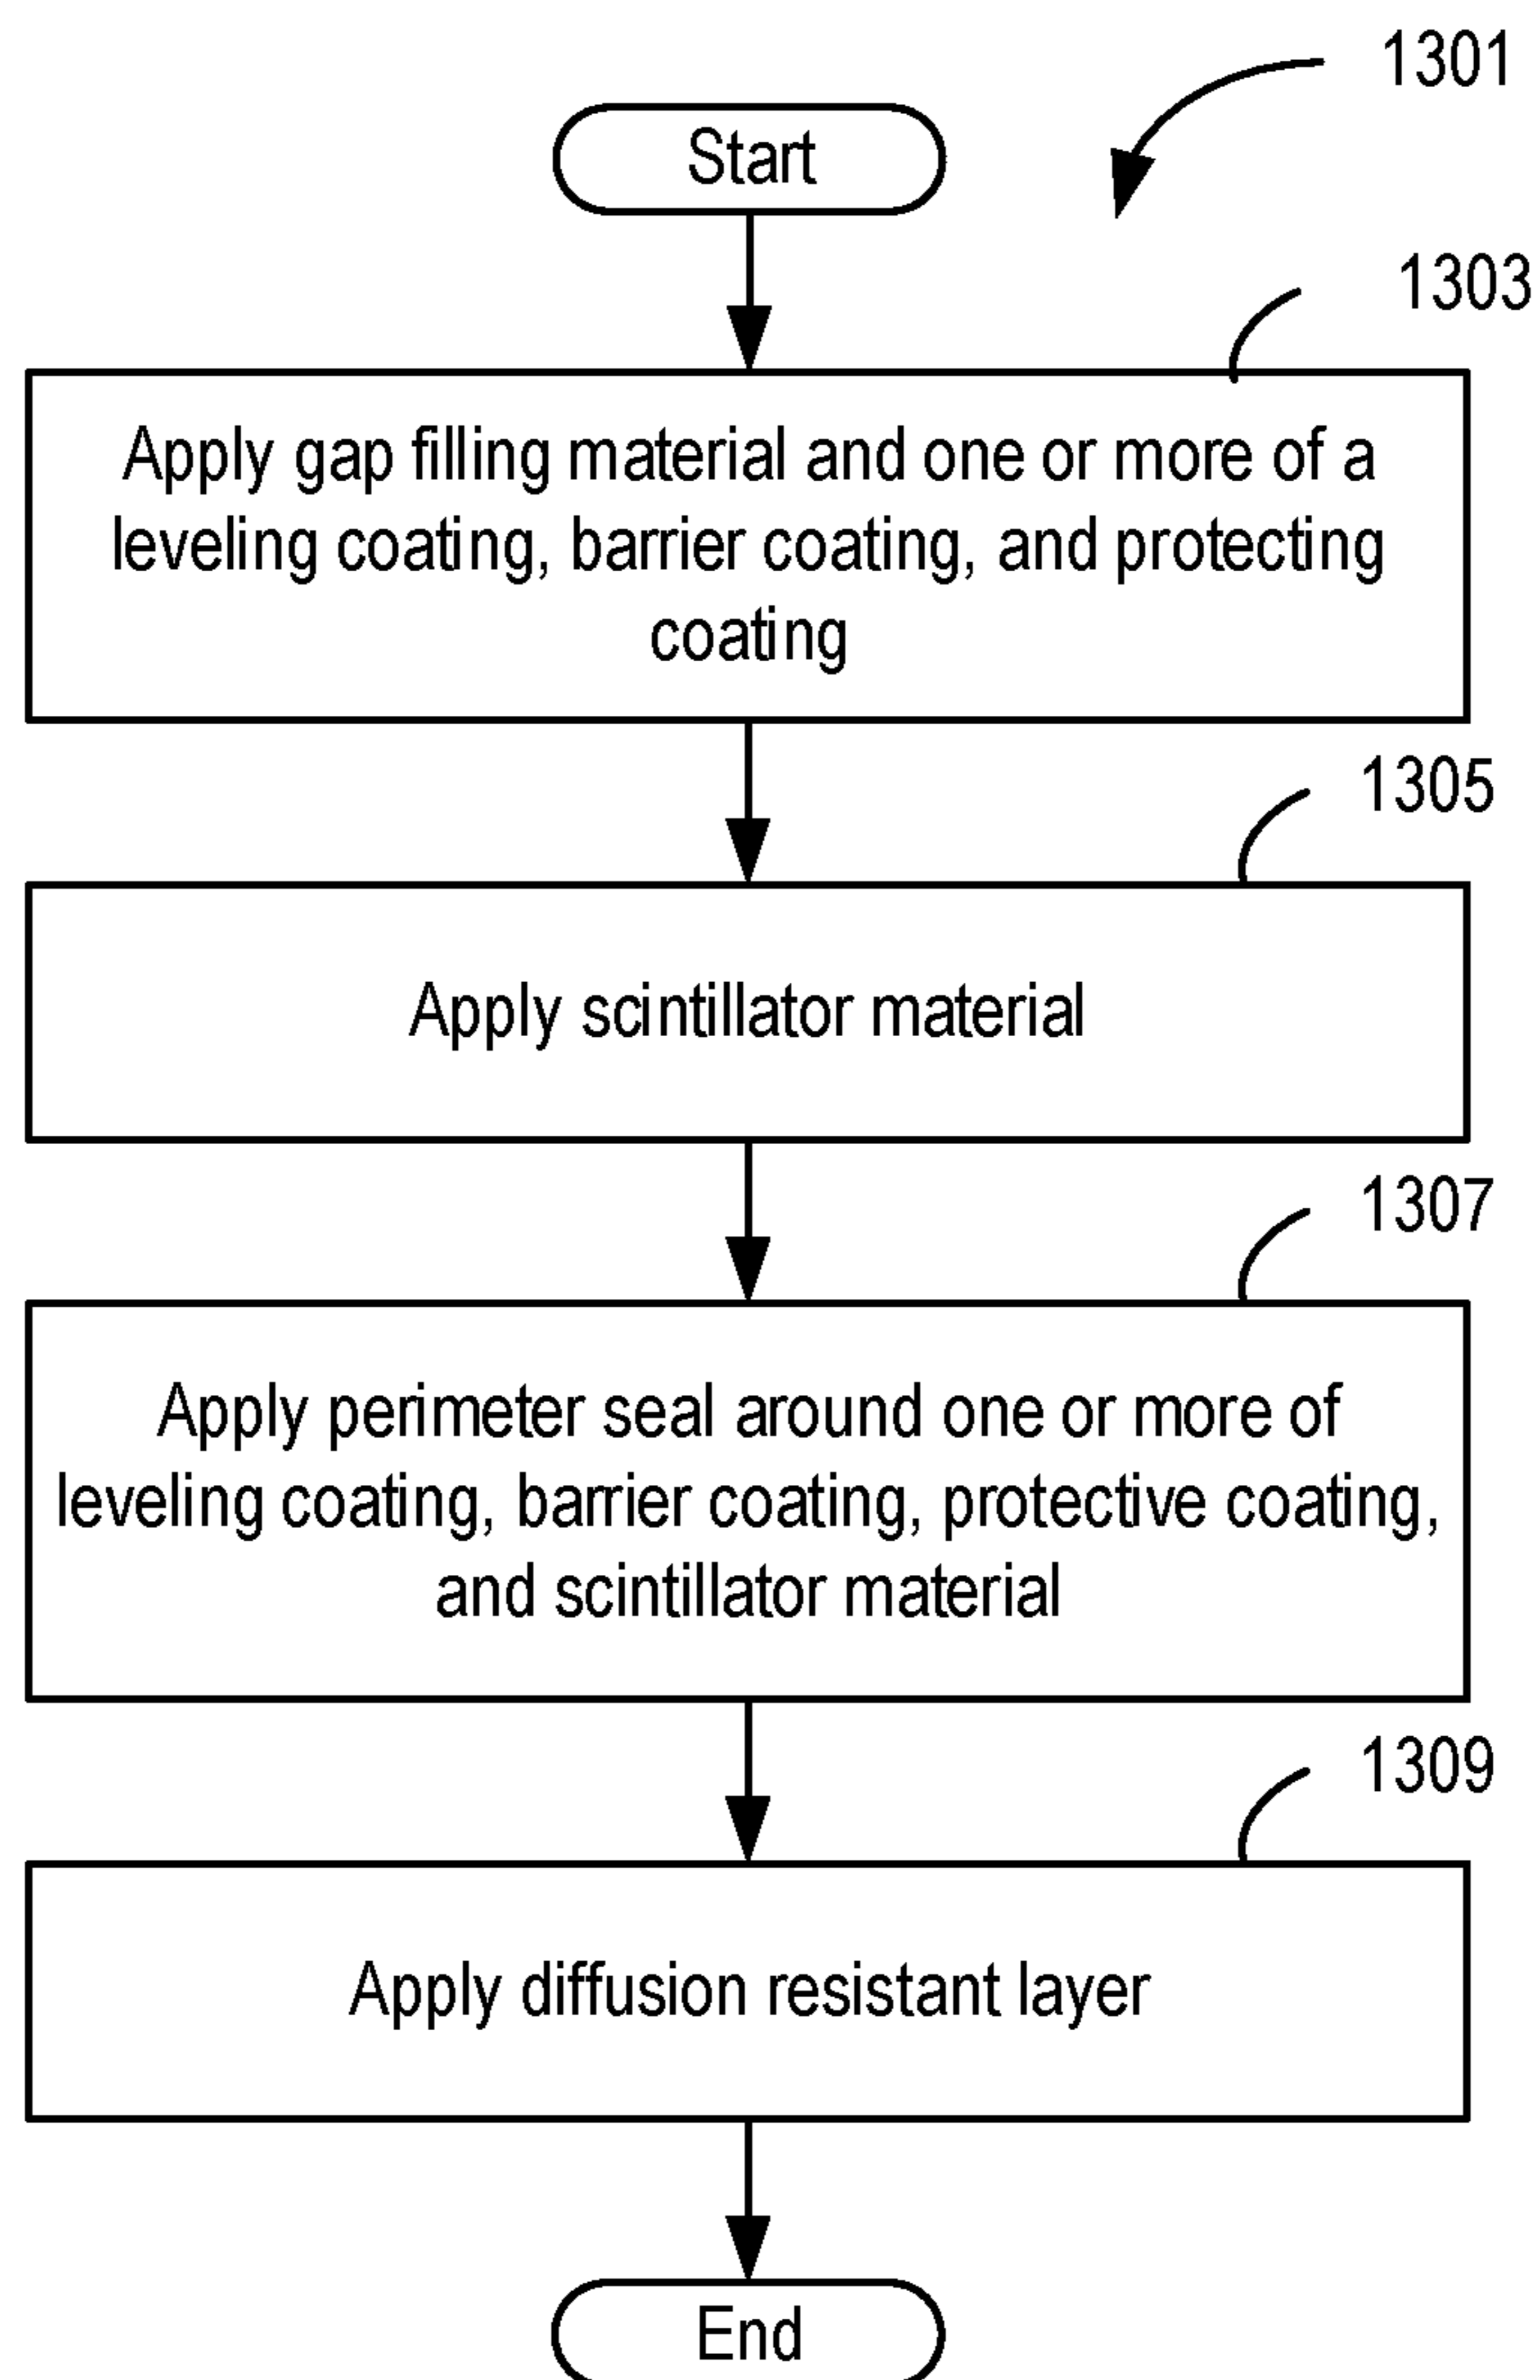 1301
Start
1303
Apply gap filling material and one or more of a
leveling coating, barrier coating, and protecting
coating
1305
Apply scintillator material
1307
Apply perimeter seal around one or more of
leveling coating, barrier coating, protective coating,
and scintillator material
1309
Apply diffusion resistant layer
End